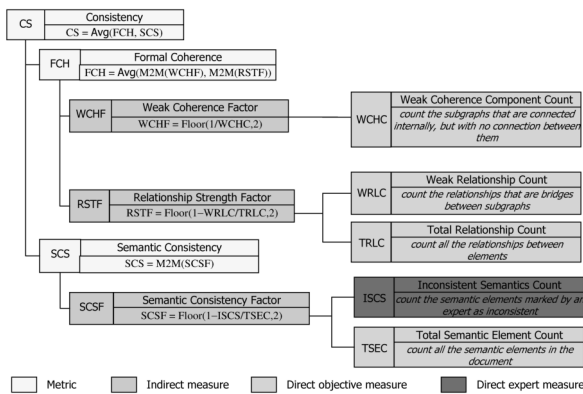 CS
Consistency
CS = Avg(FCH, SCS)
FCH
Formal Coherence
FCH = Avg(M2M(WCHF), M2M(RSTF))
WCHF
Weak Coherence Factor
WCHF = Floor(1/WCHC,2)
WCHC
Weak Coherence Component Count
count the subgraphs that are connected
internally, but with no connection between
them
RSTF
Relationship Strength Factor
RSTF = Floor(1−WRLC/TRLC,2)
WRLC
Weak Relationship Count
count the relationships that are bridges
between subgraphs
TRLC
Total Relationship Count
count all the relationships between
elements
SCS
Semantic Consistency
SCS = M2M(SCSF)
SCSF
Semantic Consistency Factor
SCSF = Floor(1−ISCS/TSEC,2)
ISCS
Inconsistent Semantics Count
count the semantic elements marked by an
expert as inconsistent
TSEC
Total Semantic Element Count
count all the semantic elements in the
document
Metric
Indirect measure
Direct objective measure
Direct expert measure